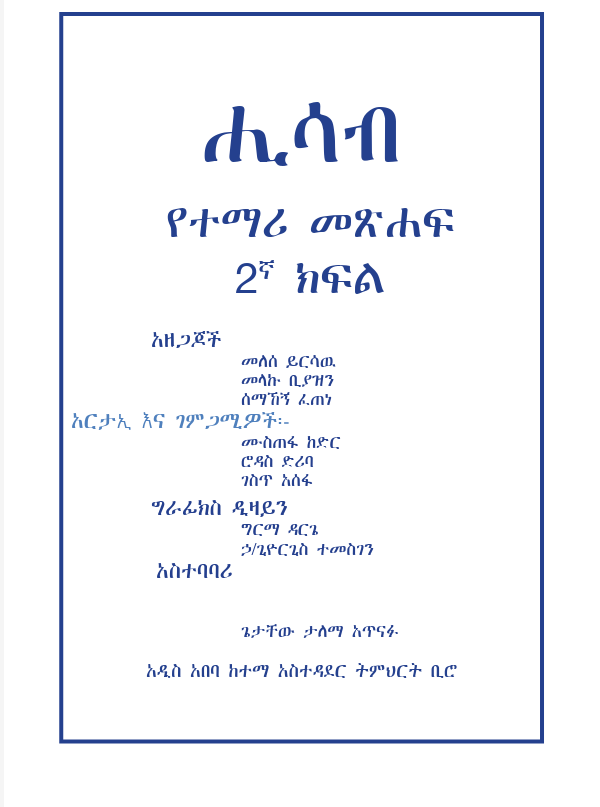 ሒሳብ
የተማሪ መጽሐፍ
2ኛ ክፍል
አዘጋጆች
መለሰ ይርሳዉ
መላኩ ቢያዝን
ሰማኸኝ ፈጠነ
አርታኢ እና ገምጋሚዎች፡-
ሙስጠፋ ከድር
ሮዳስ ድሪባ
ገስጥ አሰፋ
ግራፊክስ ዲዛይን
ግርማ ዳርጌ
ኃ/ጊዮርጊስ ተመስገን
አስተባባሪ
ጌታቸው ታለማ አጥናፉ
አዲስ አበባ ከተማ አስተዳደር ትምህርት ቢሮ